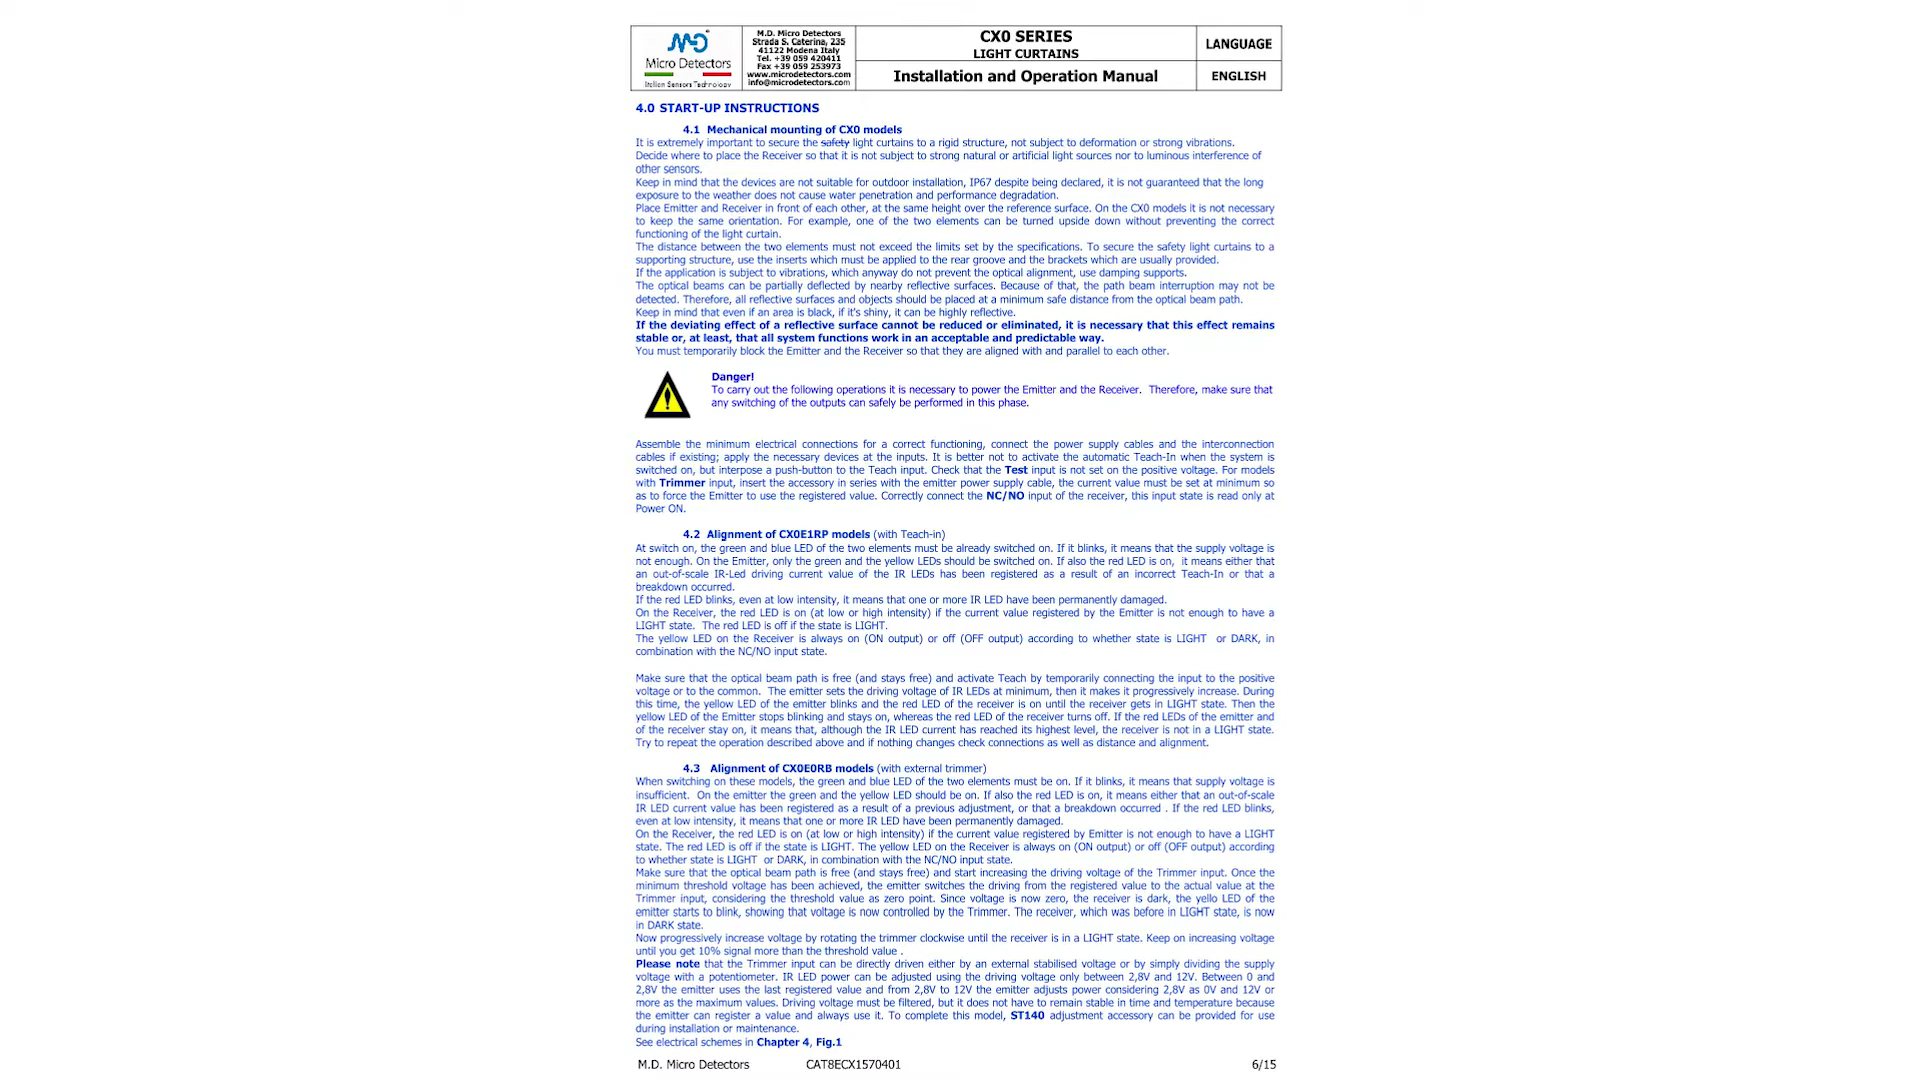 MD
Micro Detectors
Italian Sensors Technology
M.D. Micro Detectors
Strada S. Caterina, 235
41122 Modena Italy
Tel. +39 059 420411
Fax +39 059 253973
www.microdetectors.com
info@microdetectors.com
CX0 SERIES
LIGHT CURTAINS
Installation and Operation Manual
LANGUAGE
ENGLISH
4.0 START-UP INSTRUCTIONS
4.1 Mechanical mounting of CX0 models
It is extremely important to secure the safety light curtains to a rigid structure, not subject to deformation or strong vibrations.
Decide where to place the Receiver so that it is not subject to strong natural or artificial light sources nor to luminous interference of
other sensors.
Keep in mind that the devices are not suitable for outdoor installation, IP67 despite being declared, it is not guaranteed that the long
exposure to the weather does not cause water penetration and performance degradation.
Place Emitter and Receiver in front of each other, at the same height over the reference surface. On the CX0 models it is not necessary
to keep the same orientation. For example, one of the two elements can be turned upside down without preventing the correct
functioning of the light curtain.
The distance between the two elements must not exceed the limits set by the specifications. To secure the safety light curtains to a
supporting structure, use the inserts which must be applied to the rear groove and the brackets which are usually provided.
If the application is subject to vibrations, which anyway do not prevent the optical alignment, use damping supports.
The optical beams can be partially deflected by nearby reflective surfaces. Because of that, the path beam interruption may not be
detected. Therefore, all reflective surfaces and objects should be placed at a minimum safe distance from the optical beam path.
Keep in mind that even if an area is black, if it's shiny, it can be highly reflective.
If the deviating effect of a reflective surface cannot be reduced or eliminated, it is necessary that this effect remains
stable or, at least, that all system functions work in an acceptable and predictable way.
You must temporarily block the Emitter and the Receiver so that they are aligned with and parallel to each other.
Danger!
To carry out the following operations it is necessary to power the Emitter and the Receiver. Therefore, make sure that
any switching of the outputs can safely be performed in this phase.
Assemble the minimum electrical connections for a correct functioning, connect the power supply cables and the interconnection
cables if existing; apply the necessary devices at the inputs. It is better not to activate the automatic Teach-In when the system is
switched on, but interpose a push-button to the Teach input. Check that the Test input is not set on the positive voltage. For models
with Trimmer input, insert the accessory in series with the emitter power supply cable, the current value must be set at minimum so
as to force the Emitter to use the registered value. Correctly connect the NC/NO input of the receiver, this input state is read only at
Power ON.
4.2 Alignment of CX0E1RP models (with Teach-in)
At switch on, the green and blue LED of the two elements must be already switched on. If it blinks, it means that the supply voltage is
not enough. On the Emitter, only the green and the yellow LEDs should be switched on. If also the red LED is on, it means either that
an out-of-scale IR-Led driving current value of the IR LEDs has been registered as a result of an incorrect Teach-In or that a
breakdown occurred.
If the red LED blinks, even at low intensity, it means that one or more IR LED have been permanently damaged.
On the Receiver, the red LED is on (at low or high intensity) if the current value registered by the Emitter is not enough to have a
LIGHT state. The red LED is off if the state is LIGHT.
The yellow LED on the Receiver is always on (ON output) or off (OFF output) according to whether state is LIGHT or DARK, in
combination with the NC/NO input state.
Make sure that the optical beam path is free (and stays free) and activate Teach by temporarily connecting the input to the positive
voltage or to the common. The emitter sets the driving voltage of IR LEDs at minimum, then it makes it progressively increase. During
this time, the yellow LED of the emitter blinks and the red LED of the receiver is on until the receiver gets in LIGHT state. Then the
yellow LED of the Emitter stops blinking and stays on, whereas the red LED of the receiver turns off. If the red LEDs of the emitter and
of the receiver stay on, it means that, although the IR LED current has reached its highest level, the receiver is not in a LIGHT state.
Try to repeat the operation described above and if nothing changes check connections as well as distance and alignment.
4.3 Alignment of CX0E0RB models (with external trimmer)
When switching on these models, the green and blue LED of the two elements must be on. If it blinks, it means that supply voltage is
insufficient. On the emitter the green and the yellow LED should be on. If also the red LED is on, it means either that an out-of-scale
IR LED current value has been registered as a result of a previous adjustment, or that a breakdown occurred . If the red LED blinks,
even at low intensity, it means that one or more IR LED have been permanently damaged.
On the Receiver, the red LED is on (at low or high intensity) if the current value registered by Emitter is not enough to have a LIGHT
state. The red LED is off if the state is LIGHT. The yellow LED on the Receiver is always on (ON output) or off (OFF output) according
to whether state is LIGHT or DARK, in combination with the NC/NO input state.
Make sure that the optical beam path is free (and stays free) and start increasing the driving voltage of the Trimmer input. Once the
minimum threshold voltage has been achieved, the emitter switches the driving from the registered value to the actual value at the
Trimmer input, considering the threshold value as zero point. Since voltage is now zero, the receiver is dark, the yello LED of the
emitter starts to blink, showing that voltage is now controlled by the Trimmer. The receiver, which was before in LIGHT state, is now
in DARK state.
Now progressively increase voltage by rotating the trimmer clockwise until the receiver is in a LIGHT state. Keep on increasing voltage
until you get 10% signal more than the threshold value .
Please note that the Trimmer input can be directly driven either by an external stabilised voltage or by simply dividing the supply
voltage with a potentiometer. IR LED power can be adjusted using the driving voltage only between 2,8V and 12V. Between 0 and
2,8V the emitter uses the last registered value and from 2,8V to 12V the emitter adjusts power considering 2,8V as 0V and 12V or
more as the maximum values. Driving voltage must be filtered, but it does not have to remain stable in time and temperature because
the emitter can register a value and always use it. To complete this model, ST140 adjustment accessory can be provided for use
during installation or maintenance.
See electrical schemes in Chapter 4, Fig.1
M.D. Micro Detectors
CAT8ECX1570401
6/15